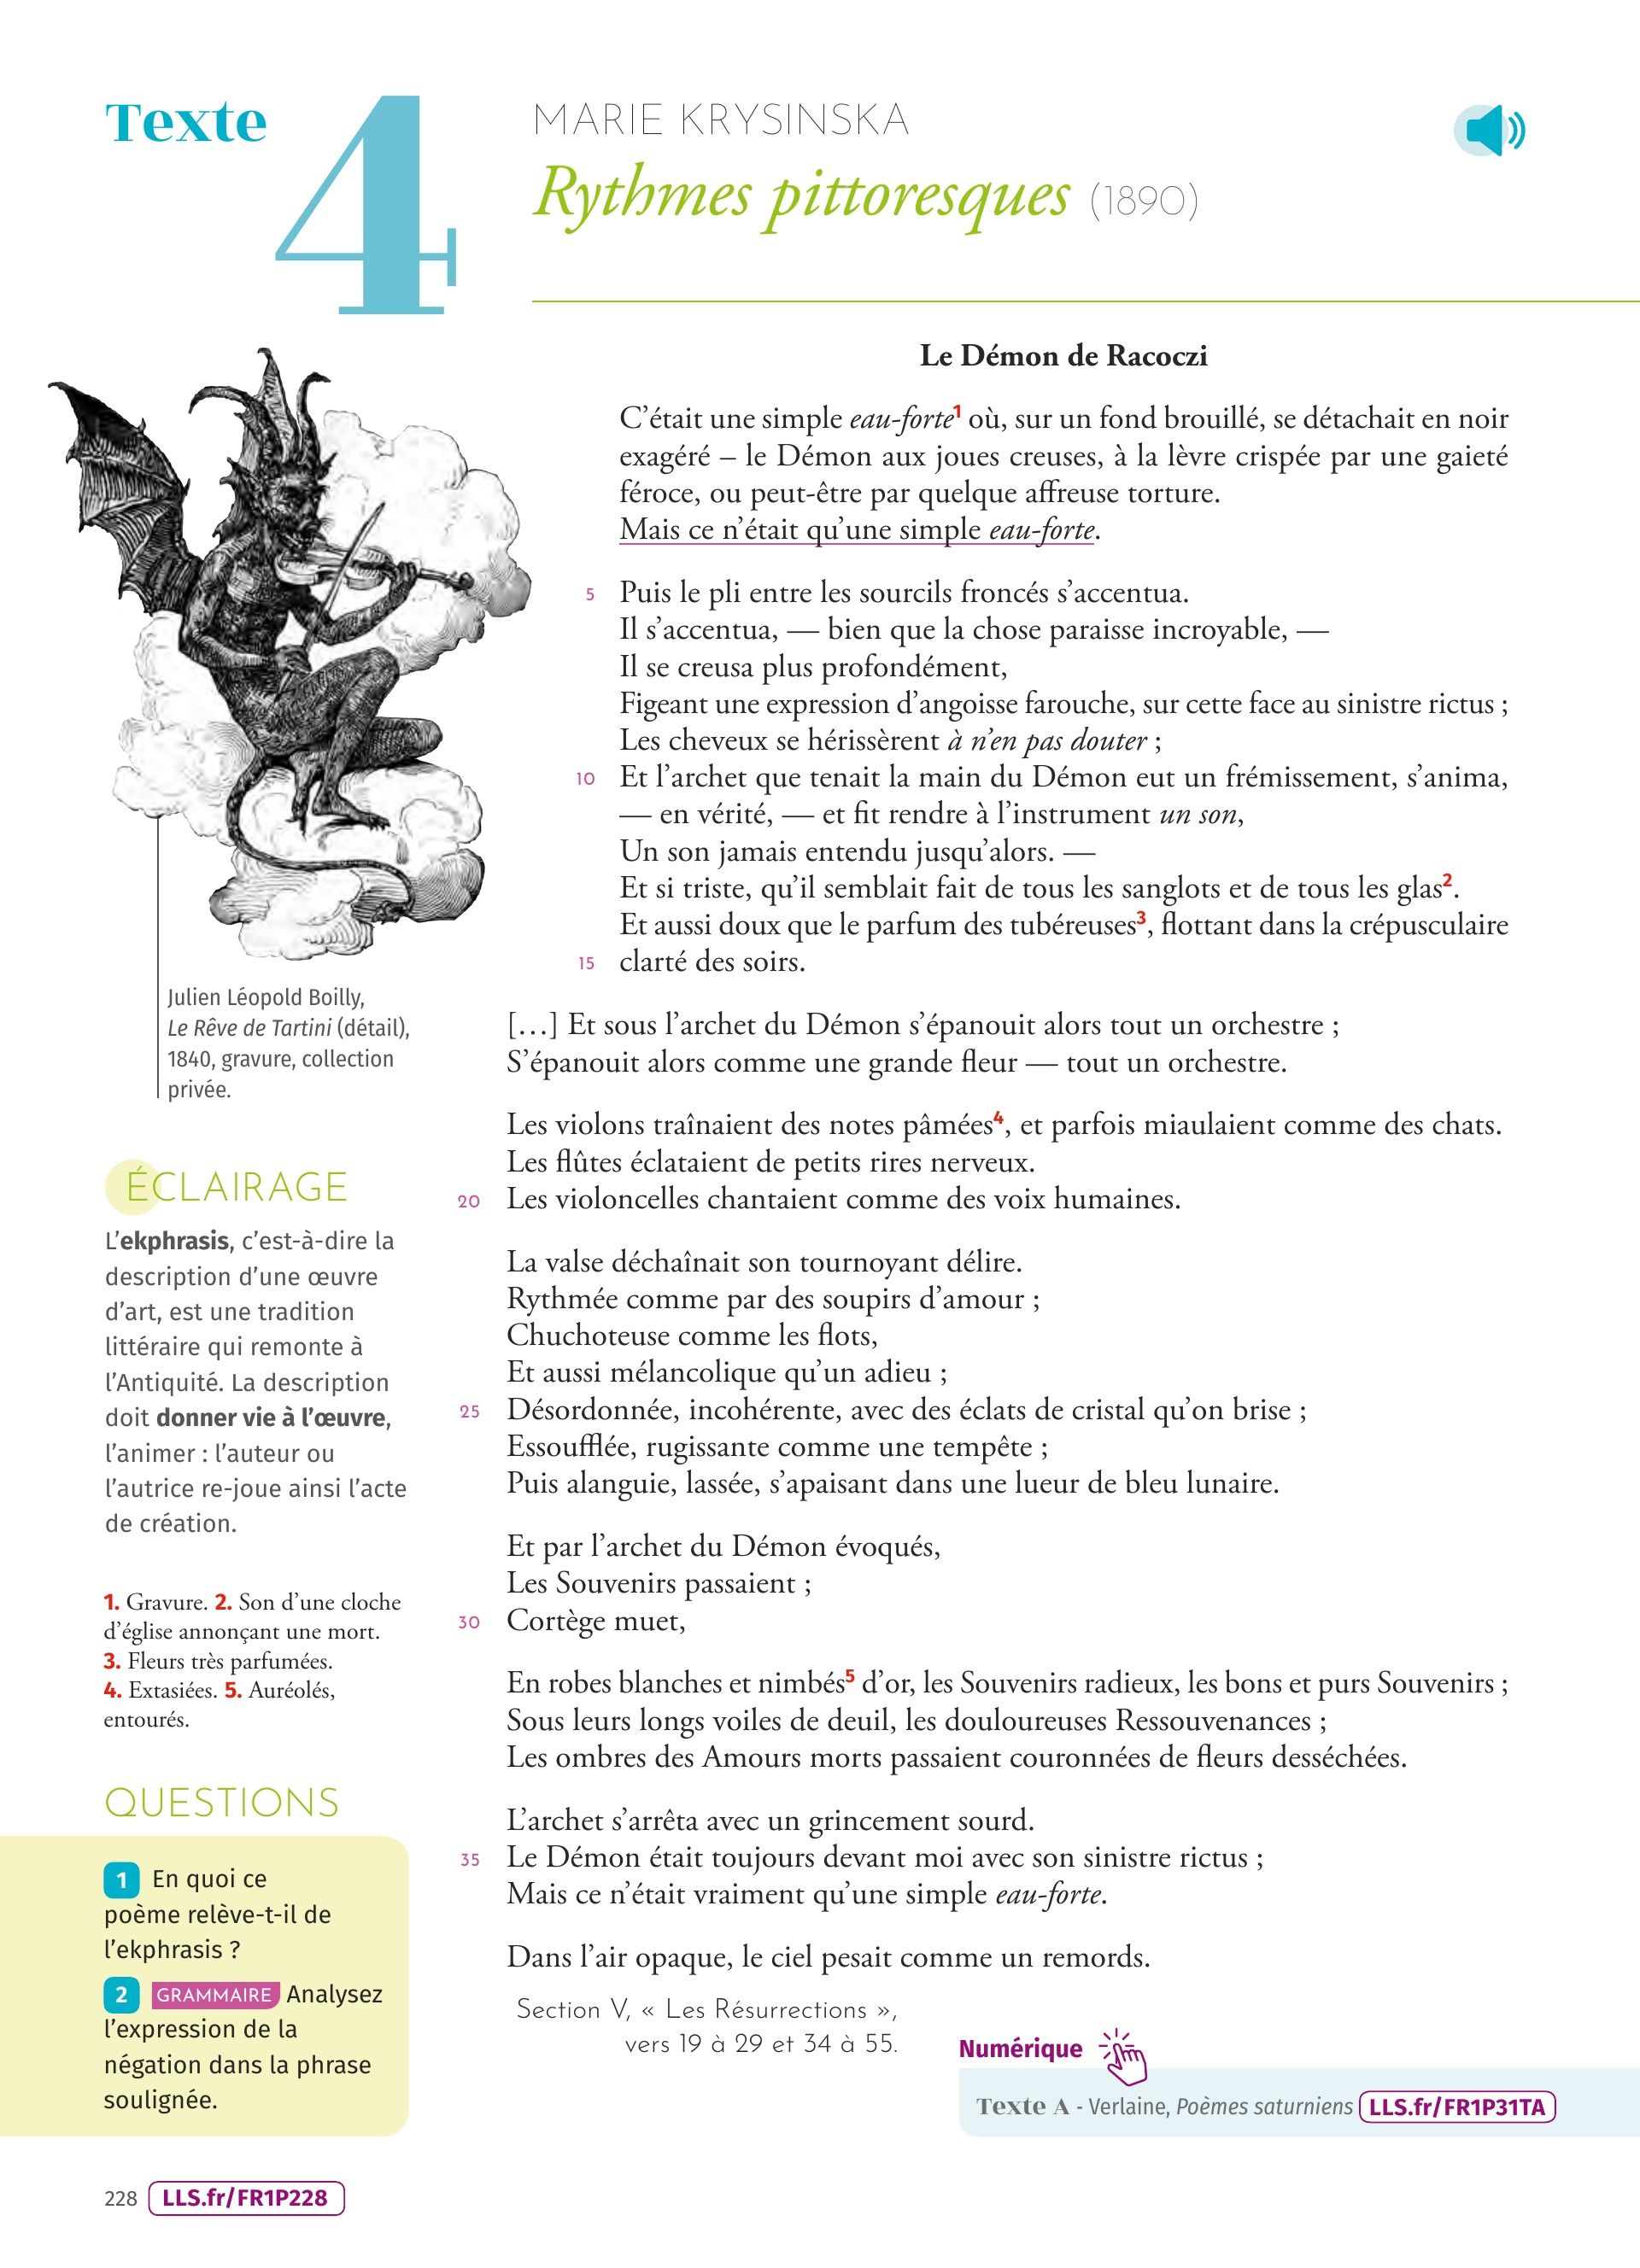 Texte 4
MARIE KRYSINSKA
Rythmes pittoresques (1890)
Le Démon de Racoczi
C'était une simple eau-forte1 où, sur un fond brouillé, se détachait en noir
exagéré – le Démon aux joues creuses, à la lèvre crispée par une gaieté
féroce, ou peut-être par quelque affreuse torture.
Mais ce n'était qu'une simple eau-forte.
5 Puis le pli entre les sourcils froncés s'accentua.
Il s'accentua, — bien que la chose paraisse incroyable, —
Il se creusa plus profondément,
Figeant une expression d'angoisse farouche, sur cette face au sinistre rictus ;
Les cheveux se hérissèrent à n'en pas douter ;
10 Et l'archet que tenait la main du Démon eut un frémissement, s'anima,
— en vérité, — et fit rendre à l'instrument un son,
Un son jamais entendu jusqu'alors. —
Et si triste, qu'il semblait fait de tous les sanglots et de tous les glas2.
Et aussi doux que le parfum des tubéreuses3, flottant dans la crépusculaire
15 clarté des soirs.
[…] Et sous l'archet du Démon s'épanouit alors tout un orchestre ;
S'épanouit alors comme une grande fleur — tout un orchestre.
Les violons traînaient des notes pâmées4, et parfois miaulaient comme des chats.
Les flûtes éclataient de petits rires nerveux.
20 Les violoncelles chantaient comme des voix humaines.
La valse déchaînait son tournoyant délire.
Rythmée comme par des soupirs d'amour ;
Chuchoteuse comme les flots,
Et aussi mélancolique qu'un adieu ;
25 Désordonnée, incohérente, avec des éclats de cristal qu'on brise ;
Essoufflée, rugissante comme une tempête ;
Puis alanguie, lassée, s'apaisant dans une lueur de bleu lunaire.
Et par l'archet du Démon évoqués,
Les Souvenirs passaient ;
30 Cortège muet,
En robes blanches et nimbés5 d'or, les Souvenirs radieux, les bons et purs Souvenirs ;
Sous leurs longs voiles de deuil, les douloureuses Ressouvenances ;
Les ombres des Amours morts passaient couronnées de fleurs desséchées.
L'archet s'arrêta avec un grincement sourd.
35 Le Démon était toujours devant moi avec son sinistre rictus ;
Mais ce n'était vraiment qu'une simple eau-forte.
Dans l'air opaque, le ciel pesait comme un remords.
Section V, « Les Résurrections »,
vers 19 à 29 et 34 à 55.
Julien Léopold Boilly,
Le Rêve de Tartini (détail),
1840, gravure, collection
privée.
ÉCLAIRAGE
L'ekphrasis, c'est-à-dire la
description d'une œuvre
d'art, est une tradition
littéraire qui remonte à
l'Antiquité. La description
doit donner vie à l'œuvre,
l'animer : l'auteur ou
l'autrice re-joue ainsi l'acte
de création.
1. Gravure. 2. Son d'une cloche
d'église annonçant une mort.
3. Fleurs très parfumées.
4. Extasiées. 5. Auréolés,
entourés.
QUESTIONS
1 En quoi ce
poème relève-t-il de
l'ekphrasis ?
2 GRAMMAIRE Analysez
l'expression de la
négation dans la phrase
soulignée.
Numérique
Texte A - Verlaine, Poèmes saturniens LLS.fr/FR1P31TA
228 LLS.fr/FR1P228